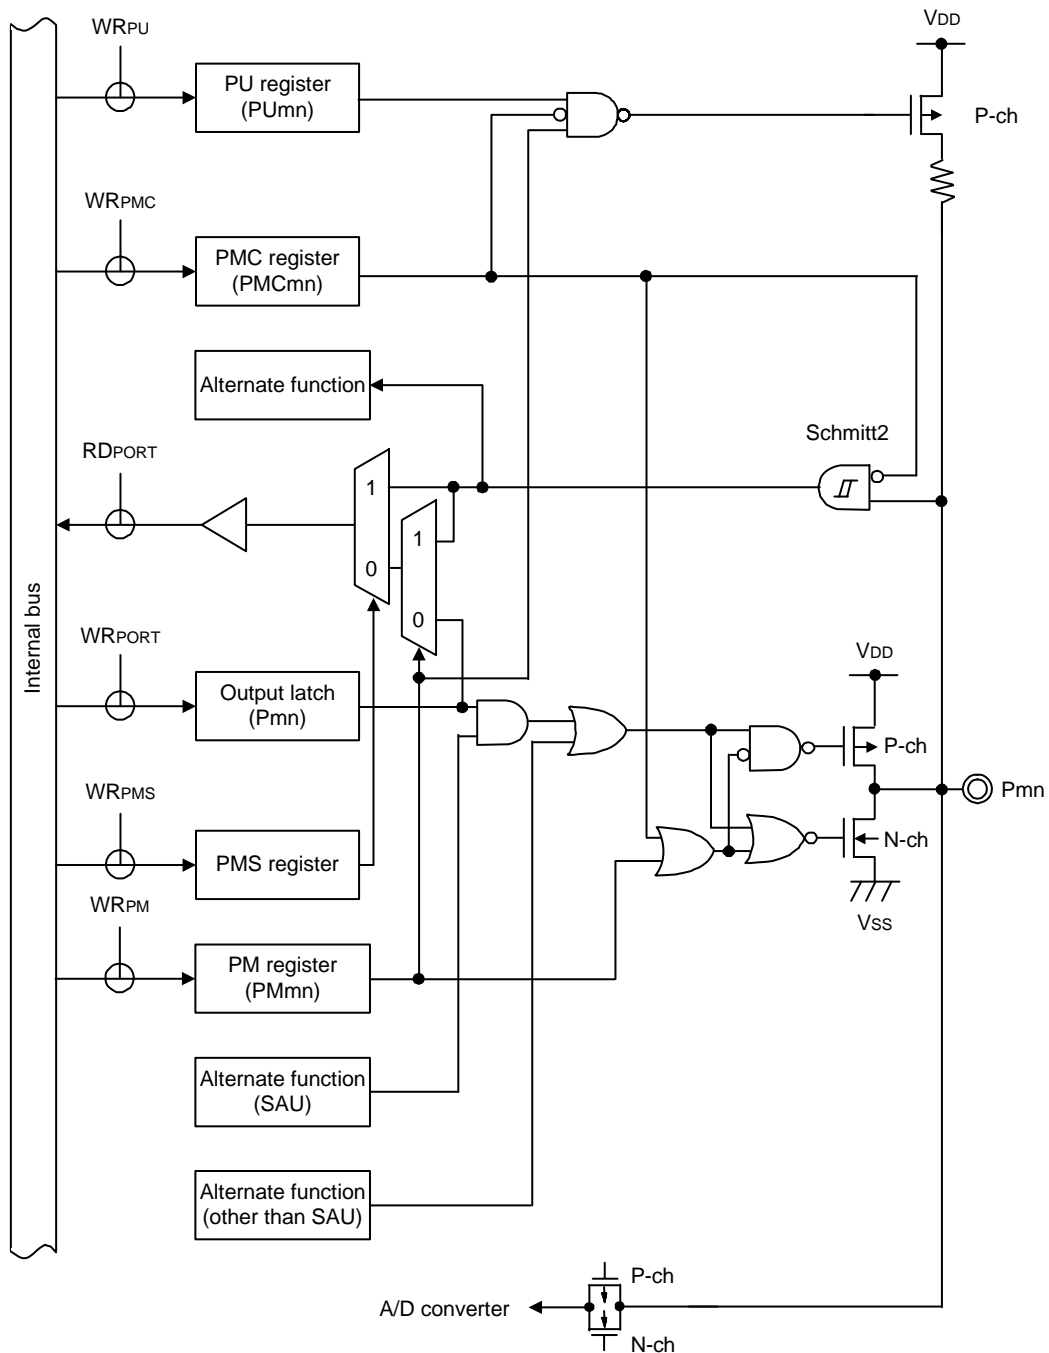 WRPU
VDD
PU register
(PUmn)
P-ch
WRPMC
PMC register
(PMCmn)
Alternate function
Schmitt2
RDPORT
1
1
0
0
Internal bus
WRPORT
VDD
Output latch
(Pmn)
P-ch
Pmn
WRPMS
N-ch
PMS register
WRPM
VSS
PM register
(PMmn)
Alternate function
(SAU)
Alternate function
(other than SAU)
P-ch
A/D converter
N-ch